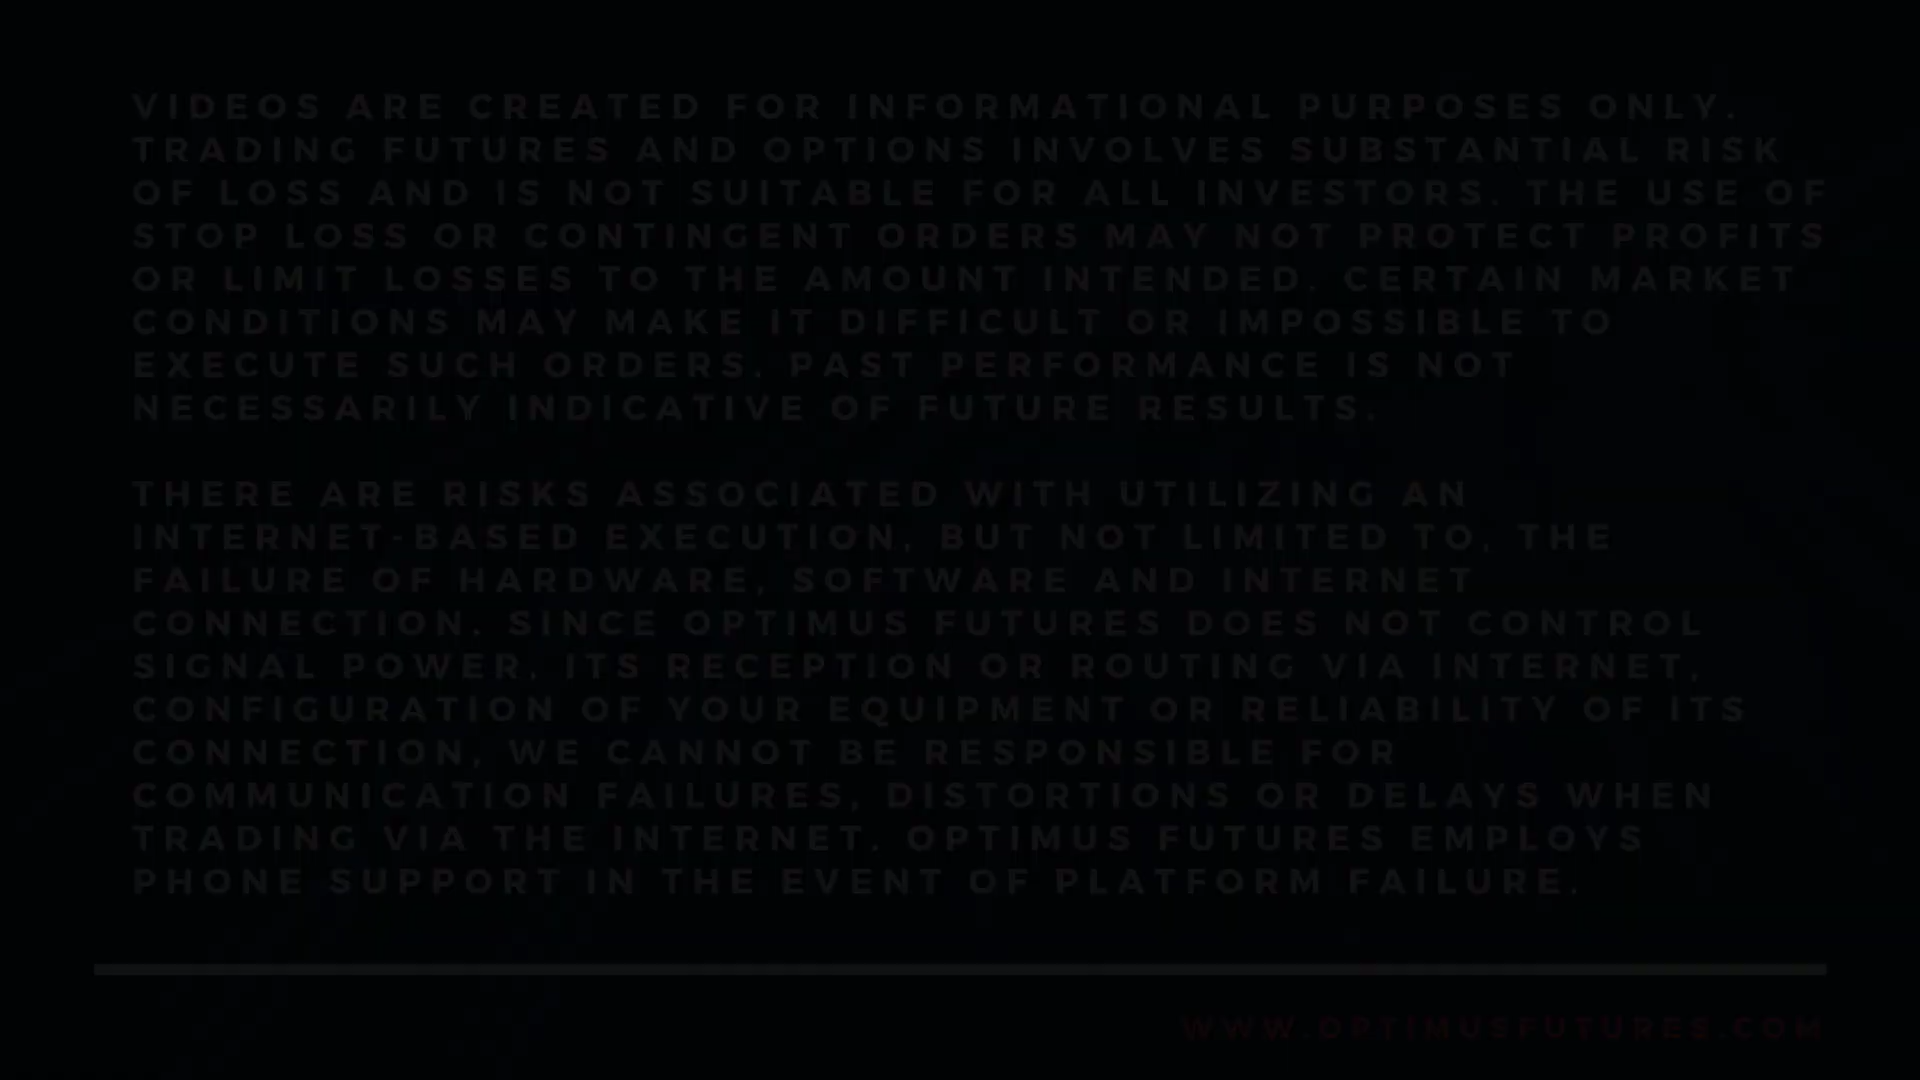 VIDEOS ARE CREATED FOR INFORMATIONAL PURPOSES ONLY.
TRADING FUTURES AND OPTIONS INVOLVES SUBSTANTIAL RISK
OF LOSS AND IS NOT SUITABLE FOR ALL INVESTORS. THE USE OF
STOP LOSS OR CONTINGENT ORDERS MAY NOT PROTECT PROFITS
OR LIMIT LOSSES TO THE AMOUNT INTENDED. CERTAIN MARKET
CONDITIONS MAY MAKE IT DIFFICULT OR IMPOSSIBLE TO
EXECUTE SUCH ORDERS. PAST PERFORMANCE IS NOT
NECESSARILY INDICATIVE OF FUTURE RESULTS.
THERE ARE RISKS ASSOCIATED WITH UTILIZING AN
INTERNET-BASED EXECUTION, BUT NOT LIMITED TO, THE
FAILURE OF HARDWARE, SOFTWARE AND INTERNET
CONNECTION. SINCE OPTIMUS FUTURES DOES NOT CONTROL
SIGNAL POWER, ITS RECEPTION OR ROUTING VIA INTERNET,
CONFIGURATION OF YOUR EQUIPMENT OR RELIABILITY OF ITS
CONNECTION, WE CANNOT BE RESPONSIBLE FOR
COMMUNICATION FAILURES, DISTORTIONS OR DELAYS WHEN
TRADING VIA THE INTERNET. OPTIMUS FUTURES EMPLOYS
PHONE SUPPORT IN THE EVENT OF PLATFORM FAILURE.
WWW.OPTIMUSFUTURES.COM